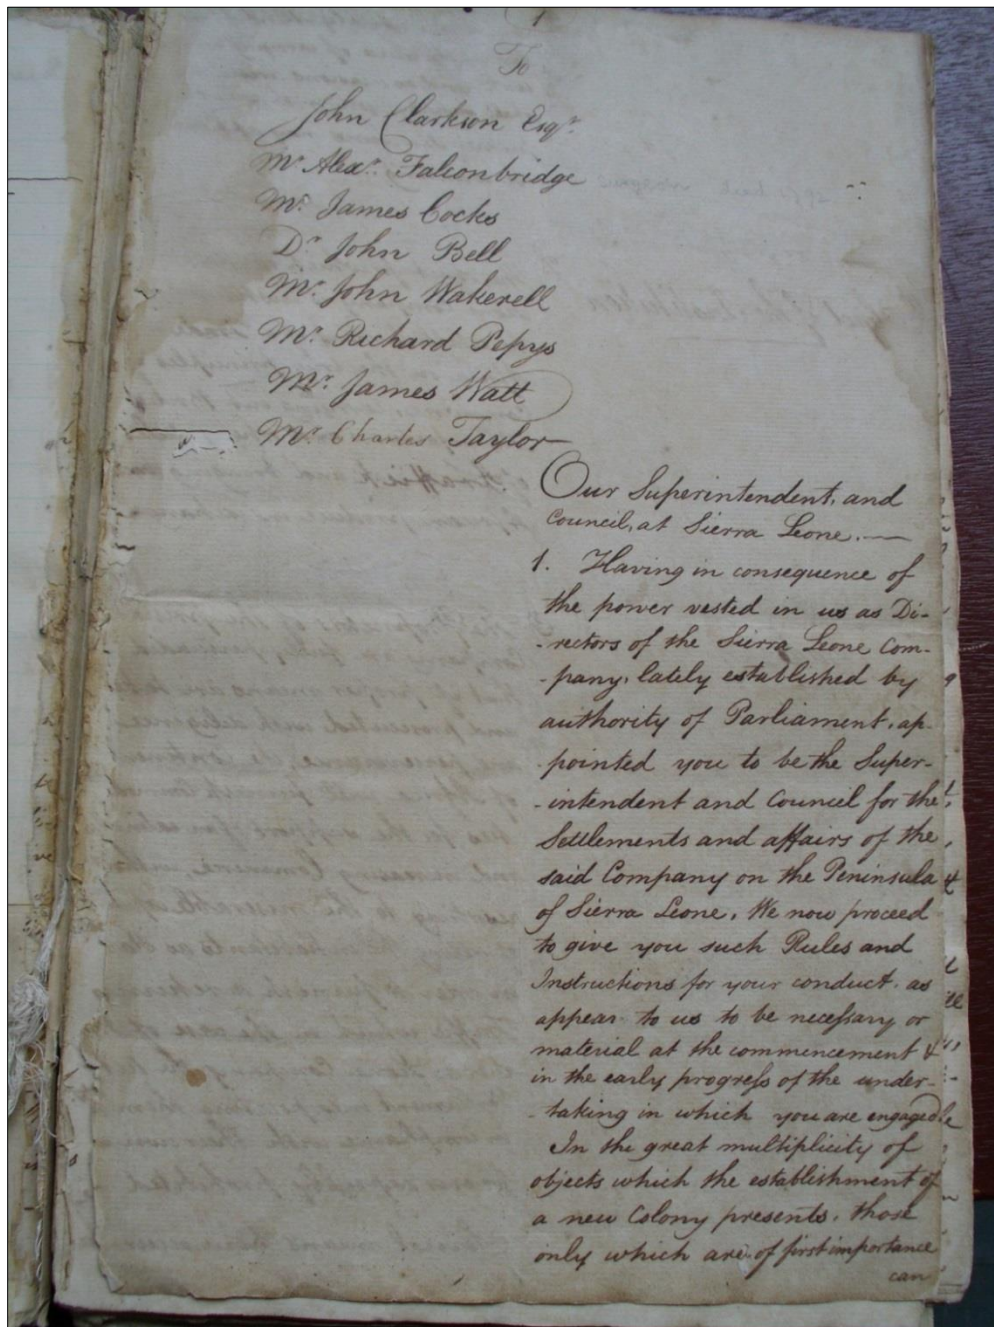 To
John Clarkson Esqr.
Mr. Alexr. Falconbridge
Mr. James Cocks
Dr. John Bell
Mr. John Wakerell
Mr. Richard Pepys
Mr. James Watt
Mr. Charles Taylor
Our Superintendent, and
Council, at Sierra Leone. —
1. Having in consequence of
the power vested in us as Di-
-rectors of the Sierra Leone Com-
-pany, lately established by
authority of Parliament, ap-
-pointed you to be the Super-
-intendent and Council for the
Settlements and affairs of the
said Company on the Peninsula
of Sierra Leone. We now proceed
to give you such Rules and
Instructions for your conduct, as
appear to us to be necessary or
material at the commencement &
in the early progress of the under-
-taking in which you are engaged
In the great multiplicity of
objects which the establishment of
a new Colony presents, those
only which are of first importance
can